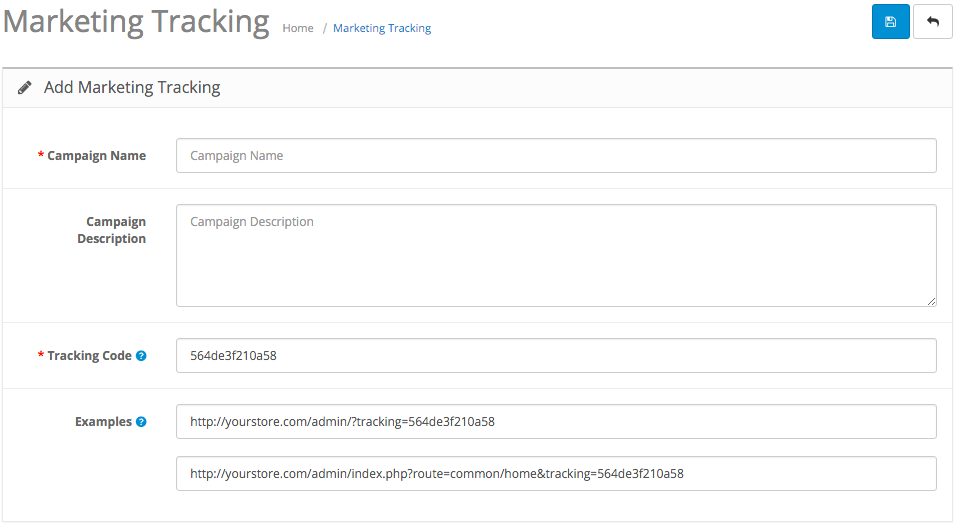 Marketing Tracking
Home / Marketing Tracking
Add Marketing Tracking
* Campaign Name
Campaign Name
Campaign
Description
Campaign Description
* Tracking Code ?
564de3f210a58
Examples ?
http://yourstore.com/admin/?tracking=564de3f210a58
http://yourstore.com/admin/index.php?route=common/home&tracking=564de3f210a58